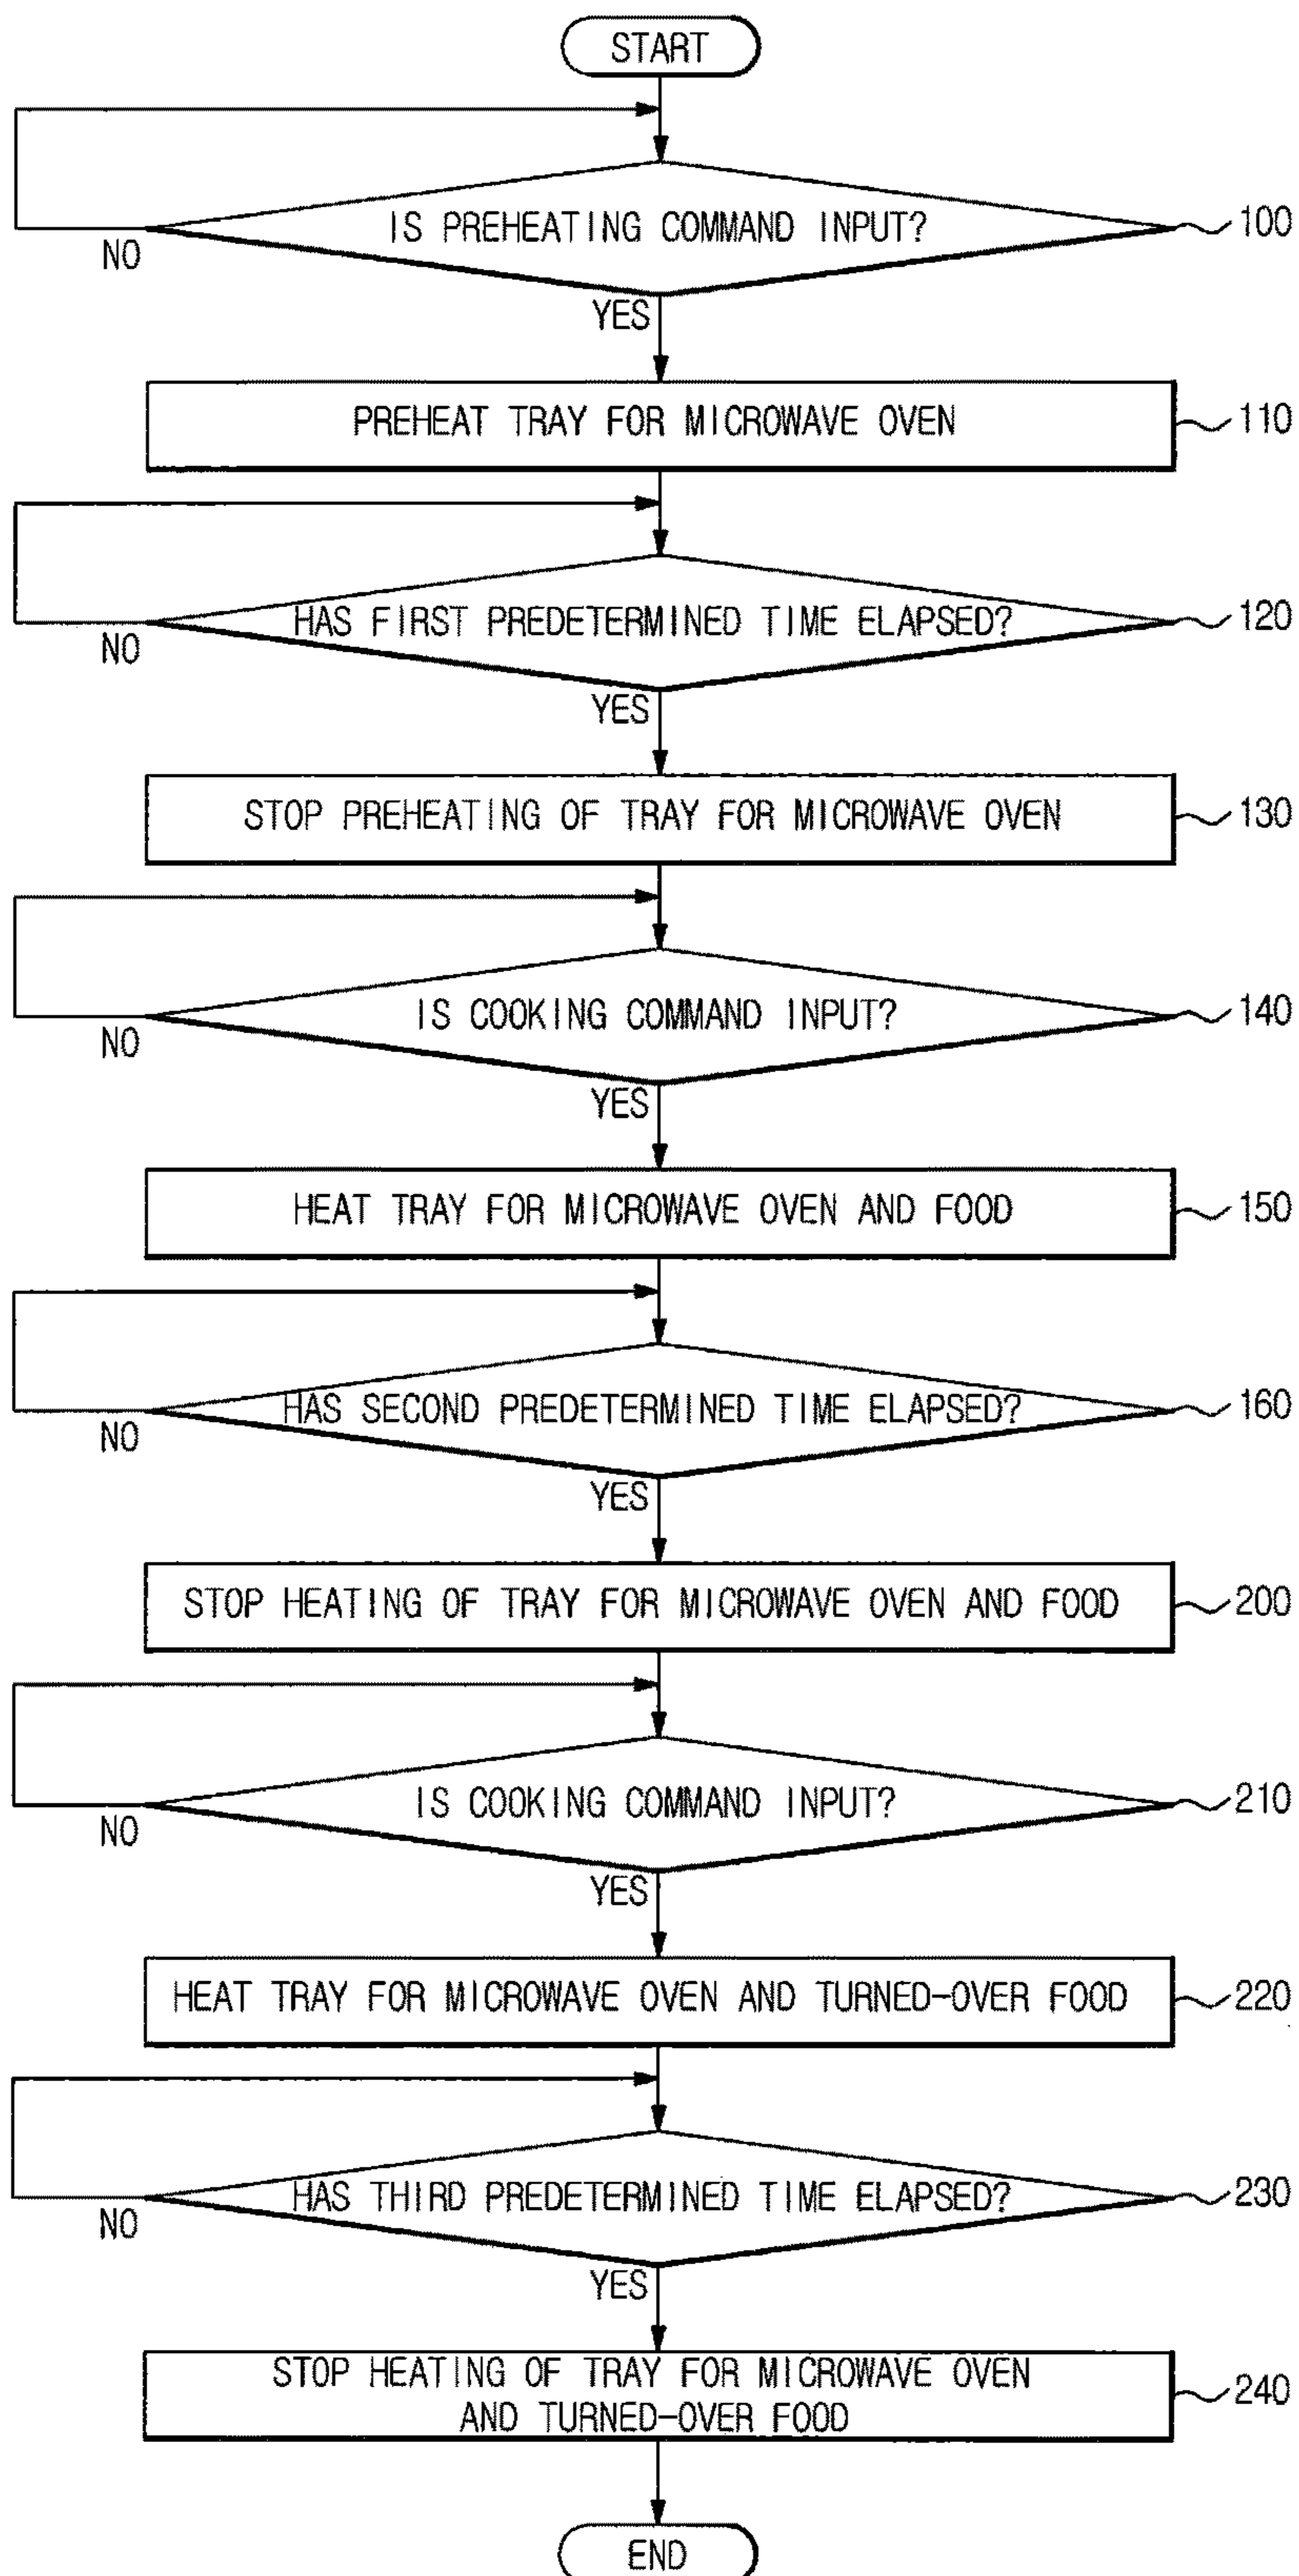 START
IS PREHEATING COMMAND INPUT?
100
NO
YES
PREHEAT TRAY FOR MICROWAVE OVEN
110
HAS FIRST PREDETERMINED TIME ELAPSED?
120
NO
YES
STOP PREHEATING OF TRAY FOR MICROWAVE OVEN
130
IS COOKING COMMAND INPUT?
140
NO
YES
HEAT TRAY FOR MICROWAVE OVEN AND FOOD
150
HAS SECOND PREDETERMINED TIME ELAPSED?
160
NO
YES
STOP HEATING OF TRAY FOR MICROWAVE OVEN AND FOOD
200
IS COOKING COMMAND INPUT?
210
NO
YES
HEAT TRAY FOR MICROWAVE OVEN AND TURNED-OVER FOOD
220
HAS THIRD PREDETERMINED TIME ELAPSED?
230
NO
YES
STOP HEATING OF TRAY FOR MICROWAVE OVEN
AND TURNED-OVER FOOD
240
END